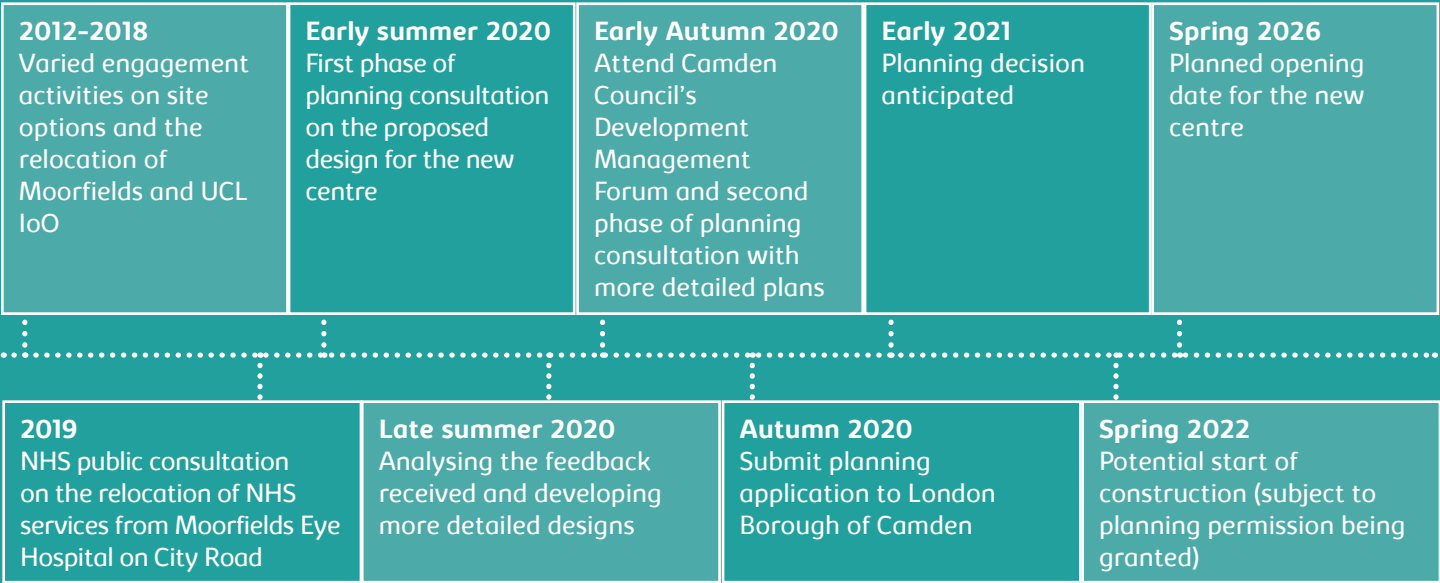 2012-2018
Varied engagement
activities on site
options and the
relocation of
Moorfields and UCL
IoO
Early summer 2020
First phase of
planning consultation
on the proposed
design for the new
centre
Early Autumn 2020
Attend Camden
Council's
Development
Management
Forum and second
phase of planning
consultation with
more detailed plans
Early 2021
Planning decision
anticipated
Spring 2026
Planned opening
date for the new
centre
2019
NHS public consultation
on the relocation of NHS
services from Moorfields Eye
Hospital on City Road
Late summer 2020
Analysing the feedback
received and developing
more detailed designs
Autumn 2020
Submit planning
application to London
Borough of Camden
Spring 2022
Potential start of
construction (subject to
planning permission being
granted)